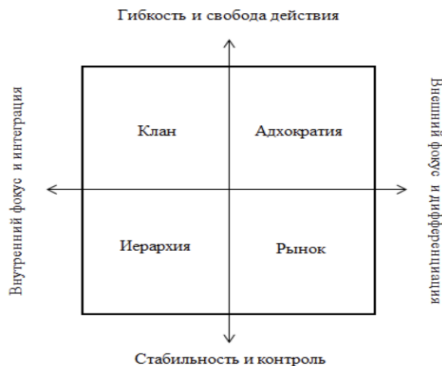 Гибкость и свобода действия
Внутренний фокус и интеграция
Клан
Адхократия
Внешний фокус и дифференциация
Иерархия
Рынок
Стабильность и контроль